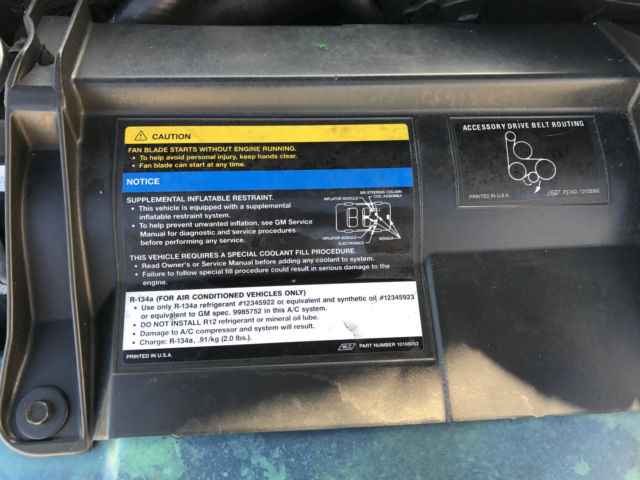 CAUTION
FAN BLADE STARTS WITHOUT ENGINE RUNNING.
• To help avoid personal injury, keep hands clear.
• Fan blade can start at any time.
NOTICE
SUPPLEMENTAL INFLATABLE RESTRAINT.
• This vehicle is equipped with a supplemental
inflatable restraint system.
• To help prevent unwanted inflation, see GM Service
Manual for diagnostic and service procedures
before performing any service.
AIR STEERING COLUMN
COIL ASSEMBLY
INFLATOR MODULE
INFLATOR MODULE
SENSOR
ELECTRONICS
THIS VEHICLE REQUIRES A SPECIAL COOLANT FILL PROCEDURE.
• Read Owner's or Service Manual before adding any coolant to system.
• Failure to follow special fill procedure could result in serious damage to the
engine.
R-134a (FOR AIR CONDITIONED VEHICLES ONLY)
• Use only R-134a refrigerant #12345922 or equivalent and synthetic oil #12345923
or equivalent to GM spec. 9985752 in this A/C system.
• DO NOT INSTALL R12 refrigerant or mineral oil lube.
• Damage to A/C compressor and system will result.
• Charge: R-134a, .91/kg (2.0 lbs.)
PRINTED IN U.S.A.
PART NUMBER
ACCESSORY DRIVE BELT ROUTING
PRINTED IN U.S.A.